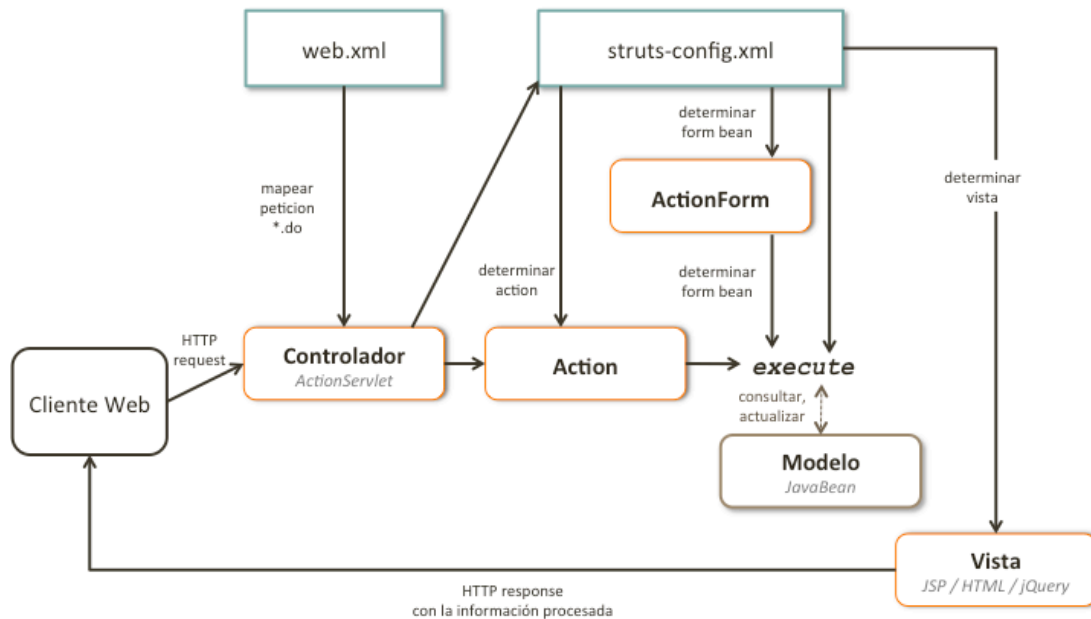 web.xml
struts-config.xml
determinar
form bean
mapear
peticion
*.do
ActionForm
determinar
vista
determinar
action
determinar
form bean
HTTP
request
Controlador
ActionServlet
Action
execute
Cliente Web
consultar,
actualizar
Modelo
JavaBean
Vista
JSP / HTML / jQuery
HTTP response
con la información procesada